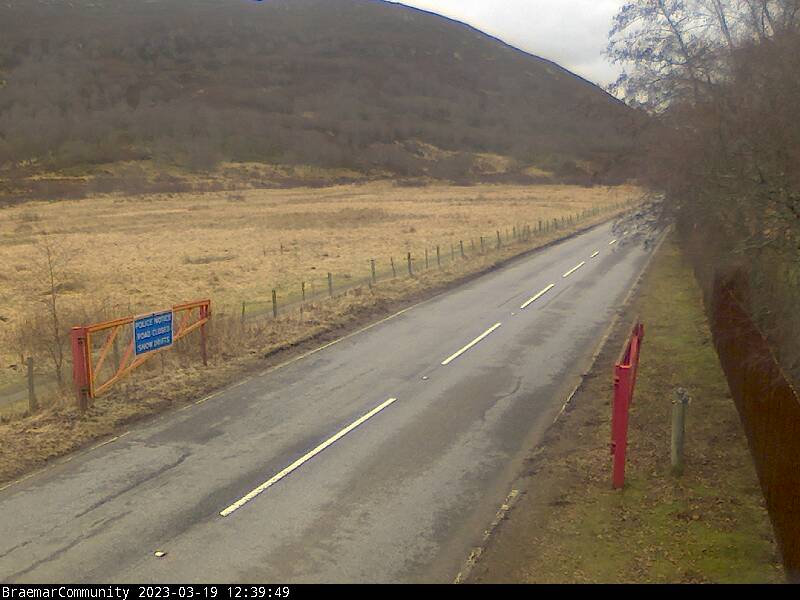 POLICE NOTICE
ROAD CLOSED
SNOW DRIFTS
BraemarCommunity 2023-03-19 12:39:49